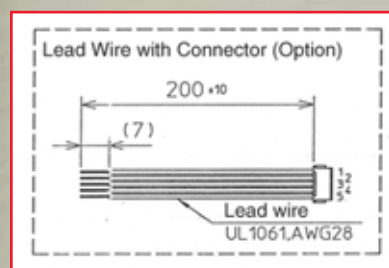 Lead Wire with Connector (Option)
200 ±10
(7)
1
2
3
4
5
Lead wire
UL1061,AWG28